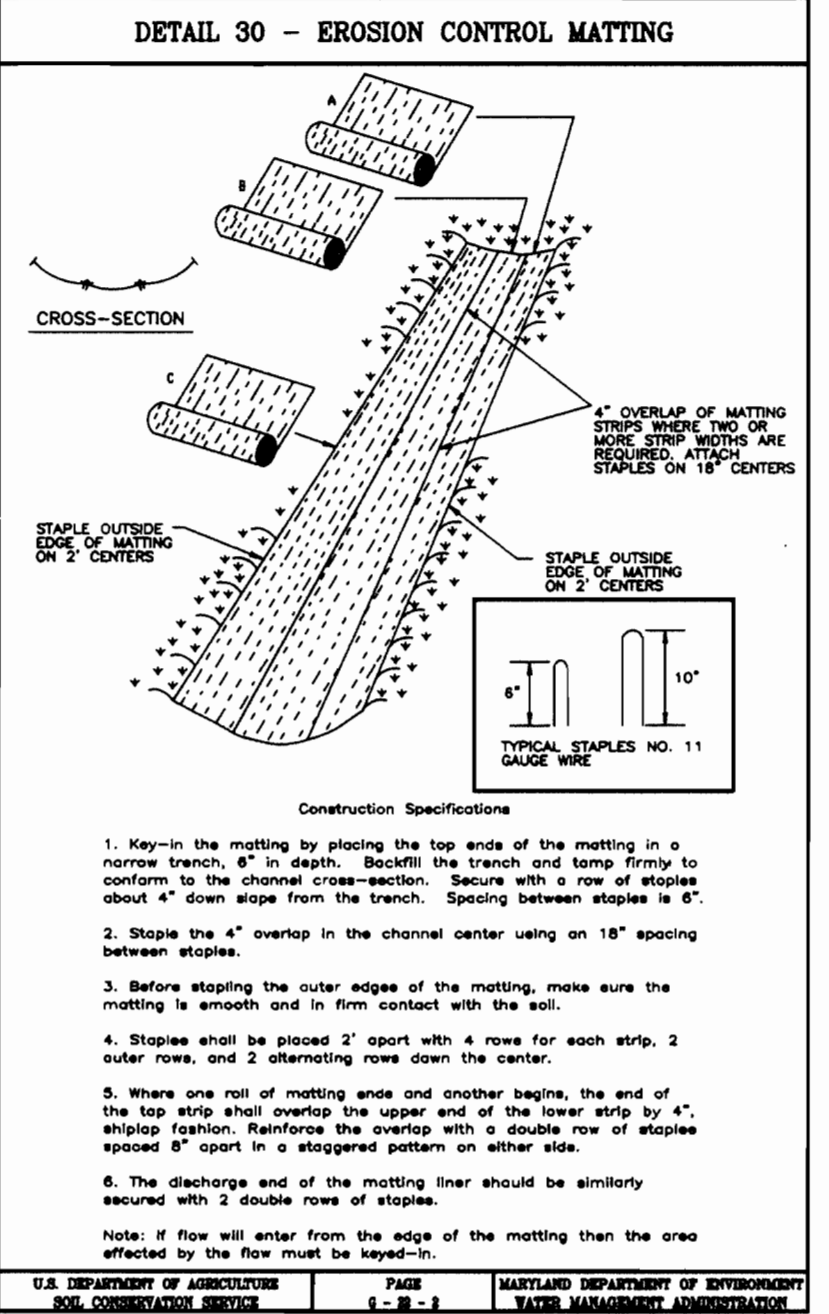 DETAIL 30 - EROSION CONTROL MATTING
A
B
CROSS-SECTION
C
4" OVERLAP OF MATTING
STRIPS WHERE TWO OR
MORE STRIP WIDTHS ARE
REQUIRED. ATTACH
STAPLES ON 18" CENTERS
STAPLE OUTSIDE
EDGE OF MATTING
ON 2' CENTERS
STAPLE OUTSIDE
EDGE OF MATTING
ON 2' CENTERS
6"
10"
TYPICAL STAPLES NO. 11
GAUGE WIRE
Construction Specifications
1. Key-in the matting by placing the top ends of the matting in a
narrow trench, 6" in depth. Backfill the trench and tamp firmly to
conform to the channel cross-section. Secure with a row of staples
about 4" down slope from the trench. Spacing between staples is 6".
2. Staple the 4" overlap in the channel center using an 18" spacing
between staples.
3. Before stapling the outer edges of the matting, make sure the
matting is smooth and in firm contact with the soil.
4. Staples shall be placed 2' apart with 4 rows for each strip, 2
outer rows, and 2 alternating rows down the center.
5. Where one roll of matting ends and another begins, the end of
the top strip shall overlap the upper end of the lower strip by 4",
shiplap fashion. Reinforce the overlap with a double row of staples
spaced 6" apart in a staggered pattern on either side.
6. The discharge end of the matting liner should be similarly
secured with 2 double rows of staples.
Note: If flow will enter from the edge of the matting then the area
effected by the flow must be keyed-in.
U.S. DEPARTMENT OF AGRICULTURE
SOIL CONSERVATION SERVICE
PAGE
G - 22 - 2
MARYLAND DEPARTMENT OF ENVIRONMENT
WATER MANAGEMENT ADMINISTRATION